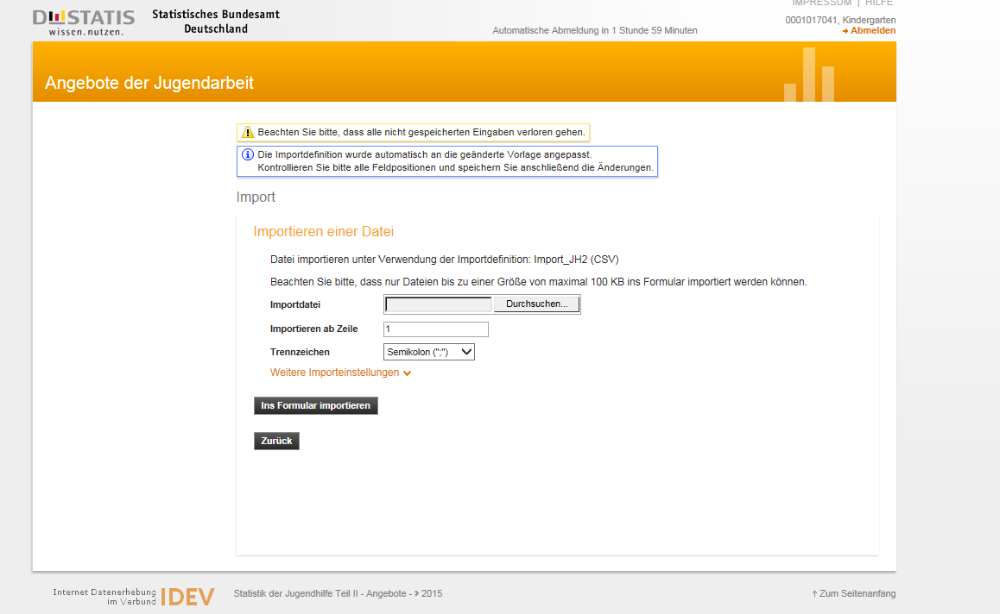 IMPRESSUM | HILFE
D STATIS
wissen.nutzen.
Statistisches Bundesamt
Deutschland
0001017041, Kindergarten
Automatische Abmeldung in 1 Stunde 59 Minuten
Abmelden
Angebote der Jugendarbeit
Beachten Sie bitte, dass alle nicht gespeicherten Eingaben verloren gehen.
Die Importdefinition wurde automatisch an die geänderte Vorlage angepasst.
Kontrollieren Sie bitte alle Feldpositionen und speichern Sie anschließend die Änderungen.
Import
Importieren einer Datei
Datei importieren unter Verwendung der Importdefinition: Import_JH2 (CSV)
Beachten Sie bitte, dass nur Dateien bis zu einer Größe von maximal 100 KB ins Formular importiert werden können.
Importdatei Durchsuchen...
Importieren ab Zeile 1
Trennzeichen Semikolon (";")
Weitere Importeinstellungen
Ins Formular importieren
Zurück
Internet Datenerhebung
im Verbund
IDEV
Statistik der Jugendhilfe Teil II - Angebote - » 2015
↑ Zum Seitenanfang